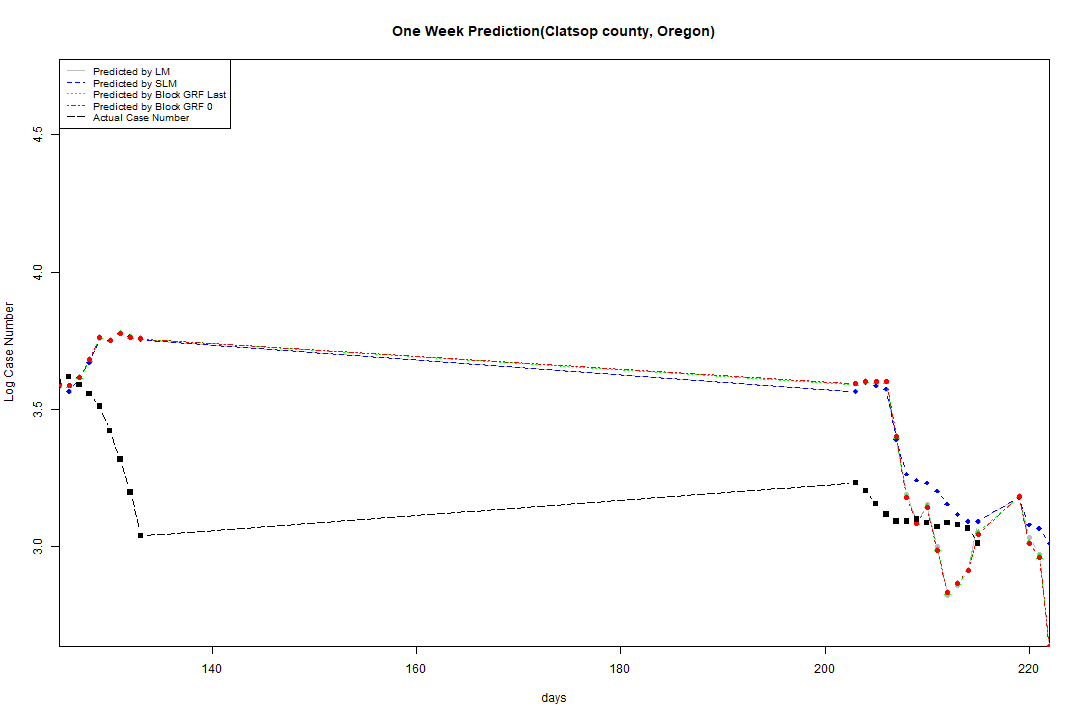 One Week Prediction(Clatsop county, Oregon)
Predicted by LM
Predicted by SLM
Predicted by Block GRF Last
Predicted by Block GRF 0
Actual Case Number
4.5
4.0
3.5
3.0
Log Case Number
140 160 180 200 220
days